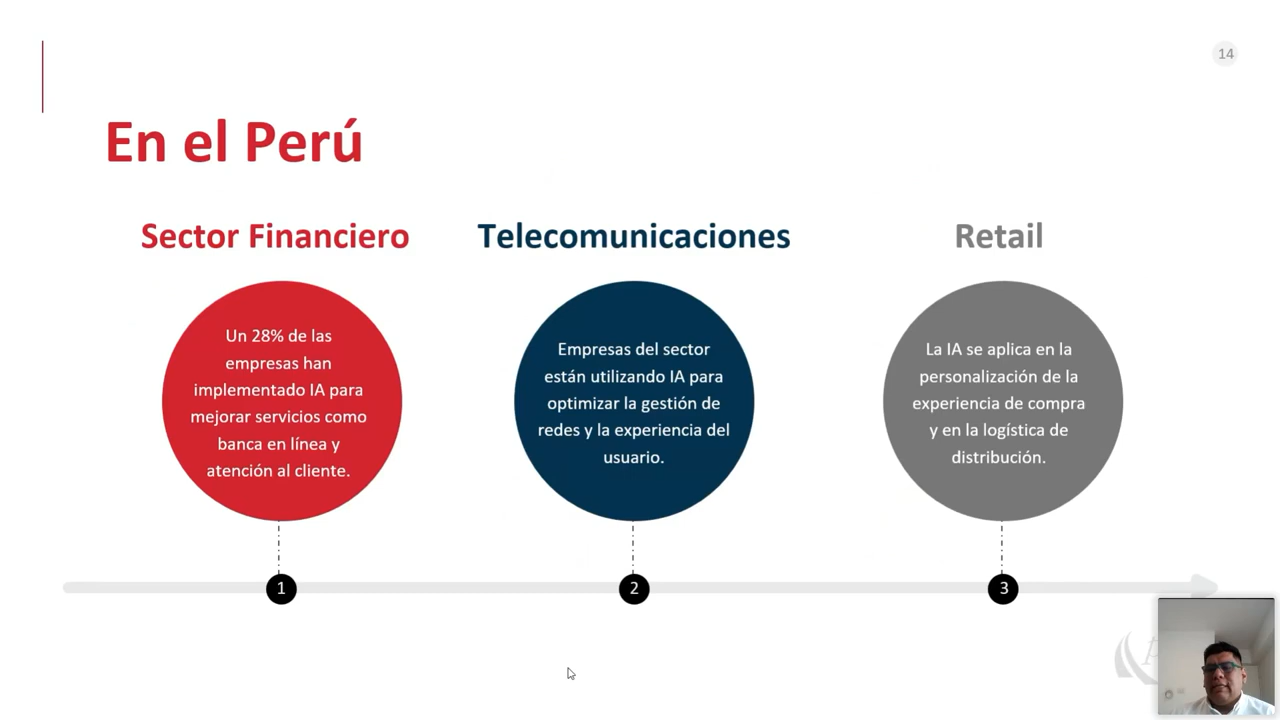 14
En el Perú
Sector Financiero
Un 28% de las
empresas han
implementado IA para
mejorar servicios como
banca en línea y
atención al cliente.
Telecomunicaciones
Empresas del sector
están utilizando IA para
optimizar la gestión de
redes y la experiencia del
usuario.
Retail
La IA se aplica en la
personalización de la
experiencia de compra
y en la logística de
distribución.
1
2
3